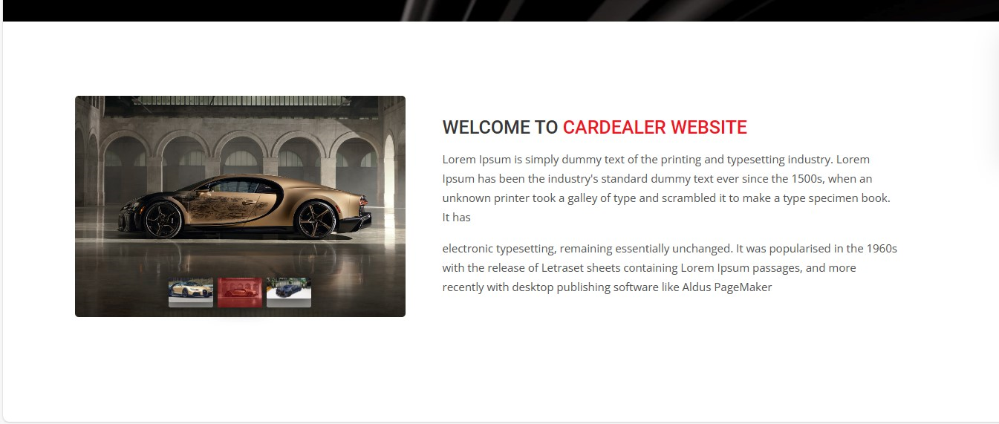 WELCOME TO CARDEALER WEBSITE
Lorem Ipsum is simply dummy text of the printing and typesetting industry. Lorem
Ipsum has been the industry's standard dummy text ever since the 1500s, when an
unknown printer took a galley of type and scrambled it to make a type specimen book.
It has
electronic typesetting, remaining essentially unchanged. It was popularised in the 1960s
with the release of Letraset sheets containing Lorem Ipsum passages, and more
recently with desktop publishing software like Aldus PageMaker